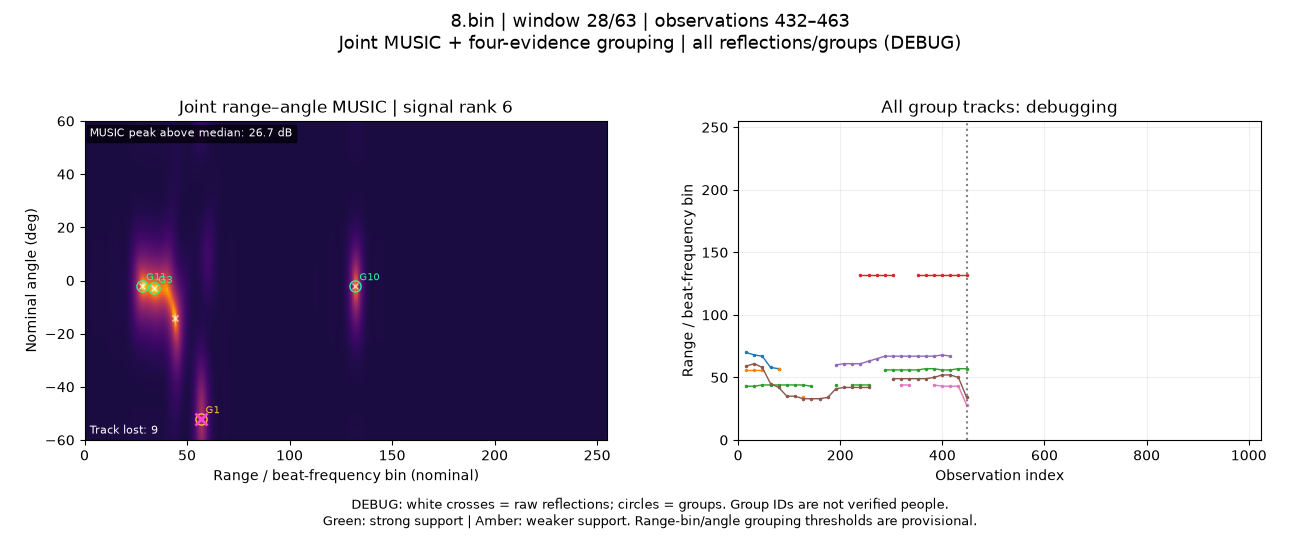 8.bin | window 28/63 | observations 432–463
Joint MUSIC + four-evidence grouping | all reflections/groups (DEBUG)
Joint range–angle MUSIC | signal rank 6
MUSIC peak above median: 26.7 dB
60
40
20
0
−20
−40
−60
Nominal angle (deg)
G11
G3
G10
G1
Track lost: 9
0
50
100
150
200
250
Range / beat-frequency bin (nominal)
All group tracks: debugging
250
200
150
100
50
0
Range / beat-frequency bin
0
200
400
600
800
1000
Observation index
DEBUG: white crosses = raw reflections; circles = groups. Group IDs are not verified people.
Green: strong support | Amber: weaker support. Range-bin/angle grouping thresholds are provisional.